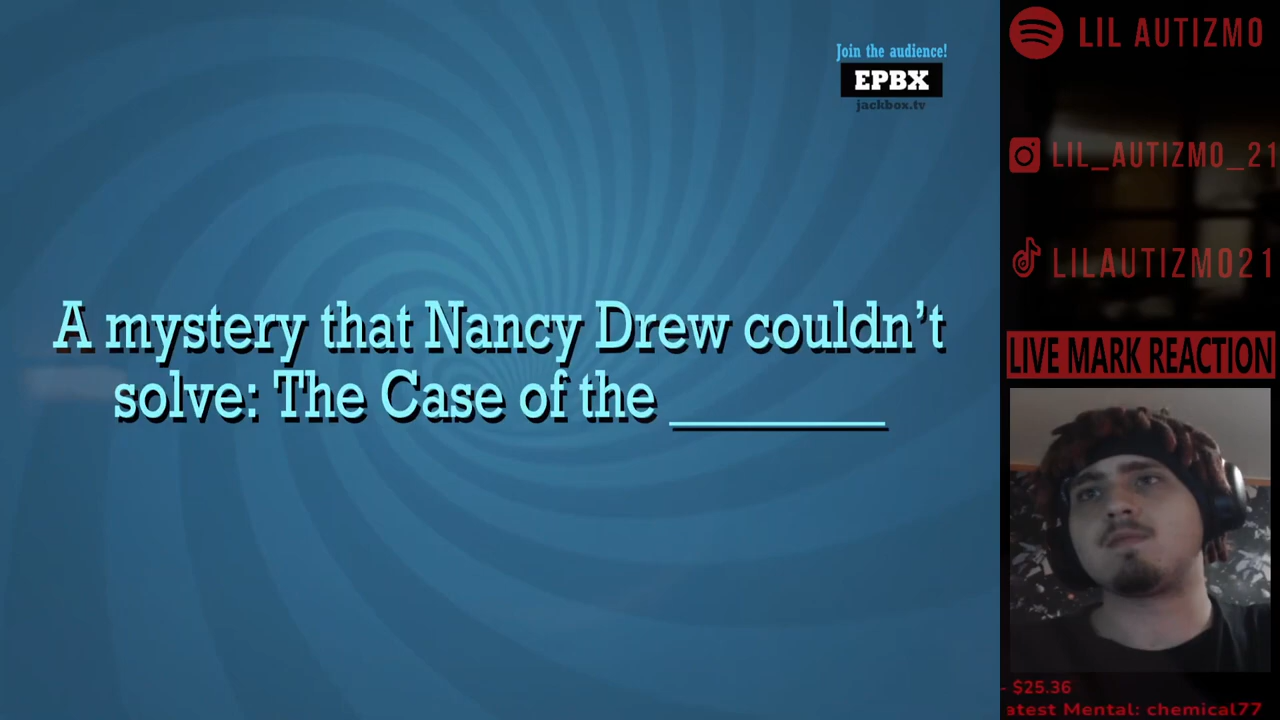 Join the audience!
EPBX
jackbox.tv
A mystery that Nancy Drew couldn't
solve: The Case of the ________
LIL AUTIZMO
LIL_AUTIZMO_21
LILAUTIZMO21
LIVE MARK REACTION
- $25.36
atest Mental: chemical77